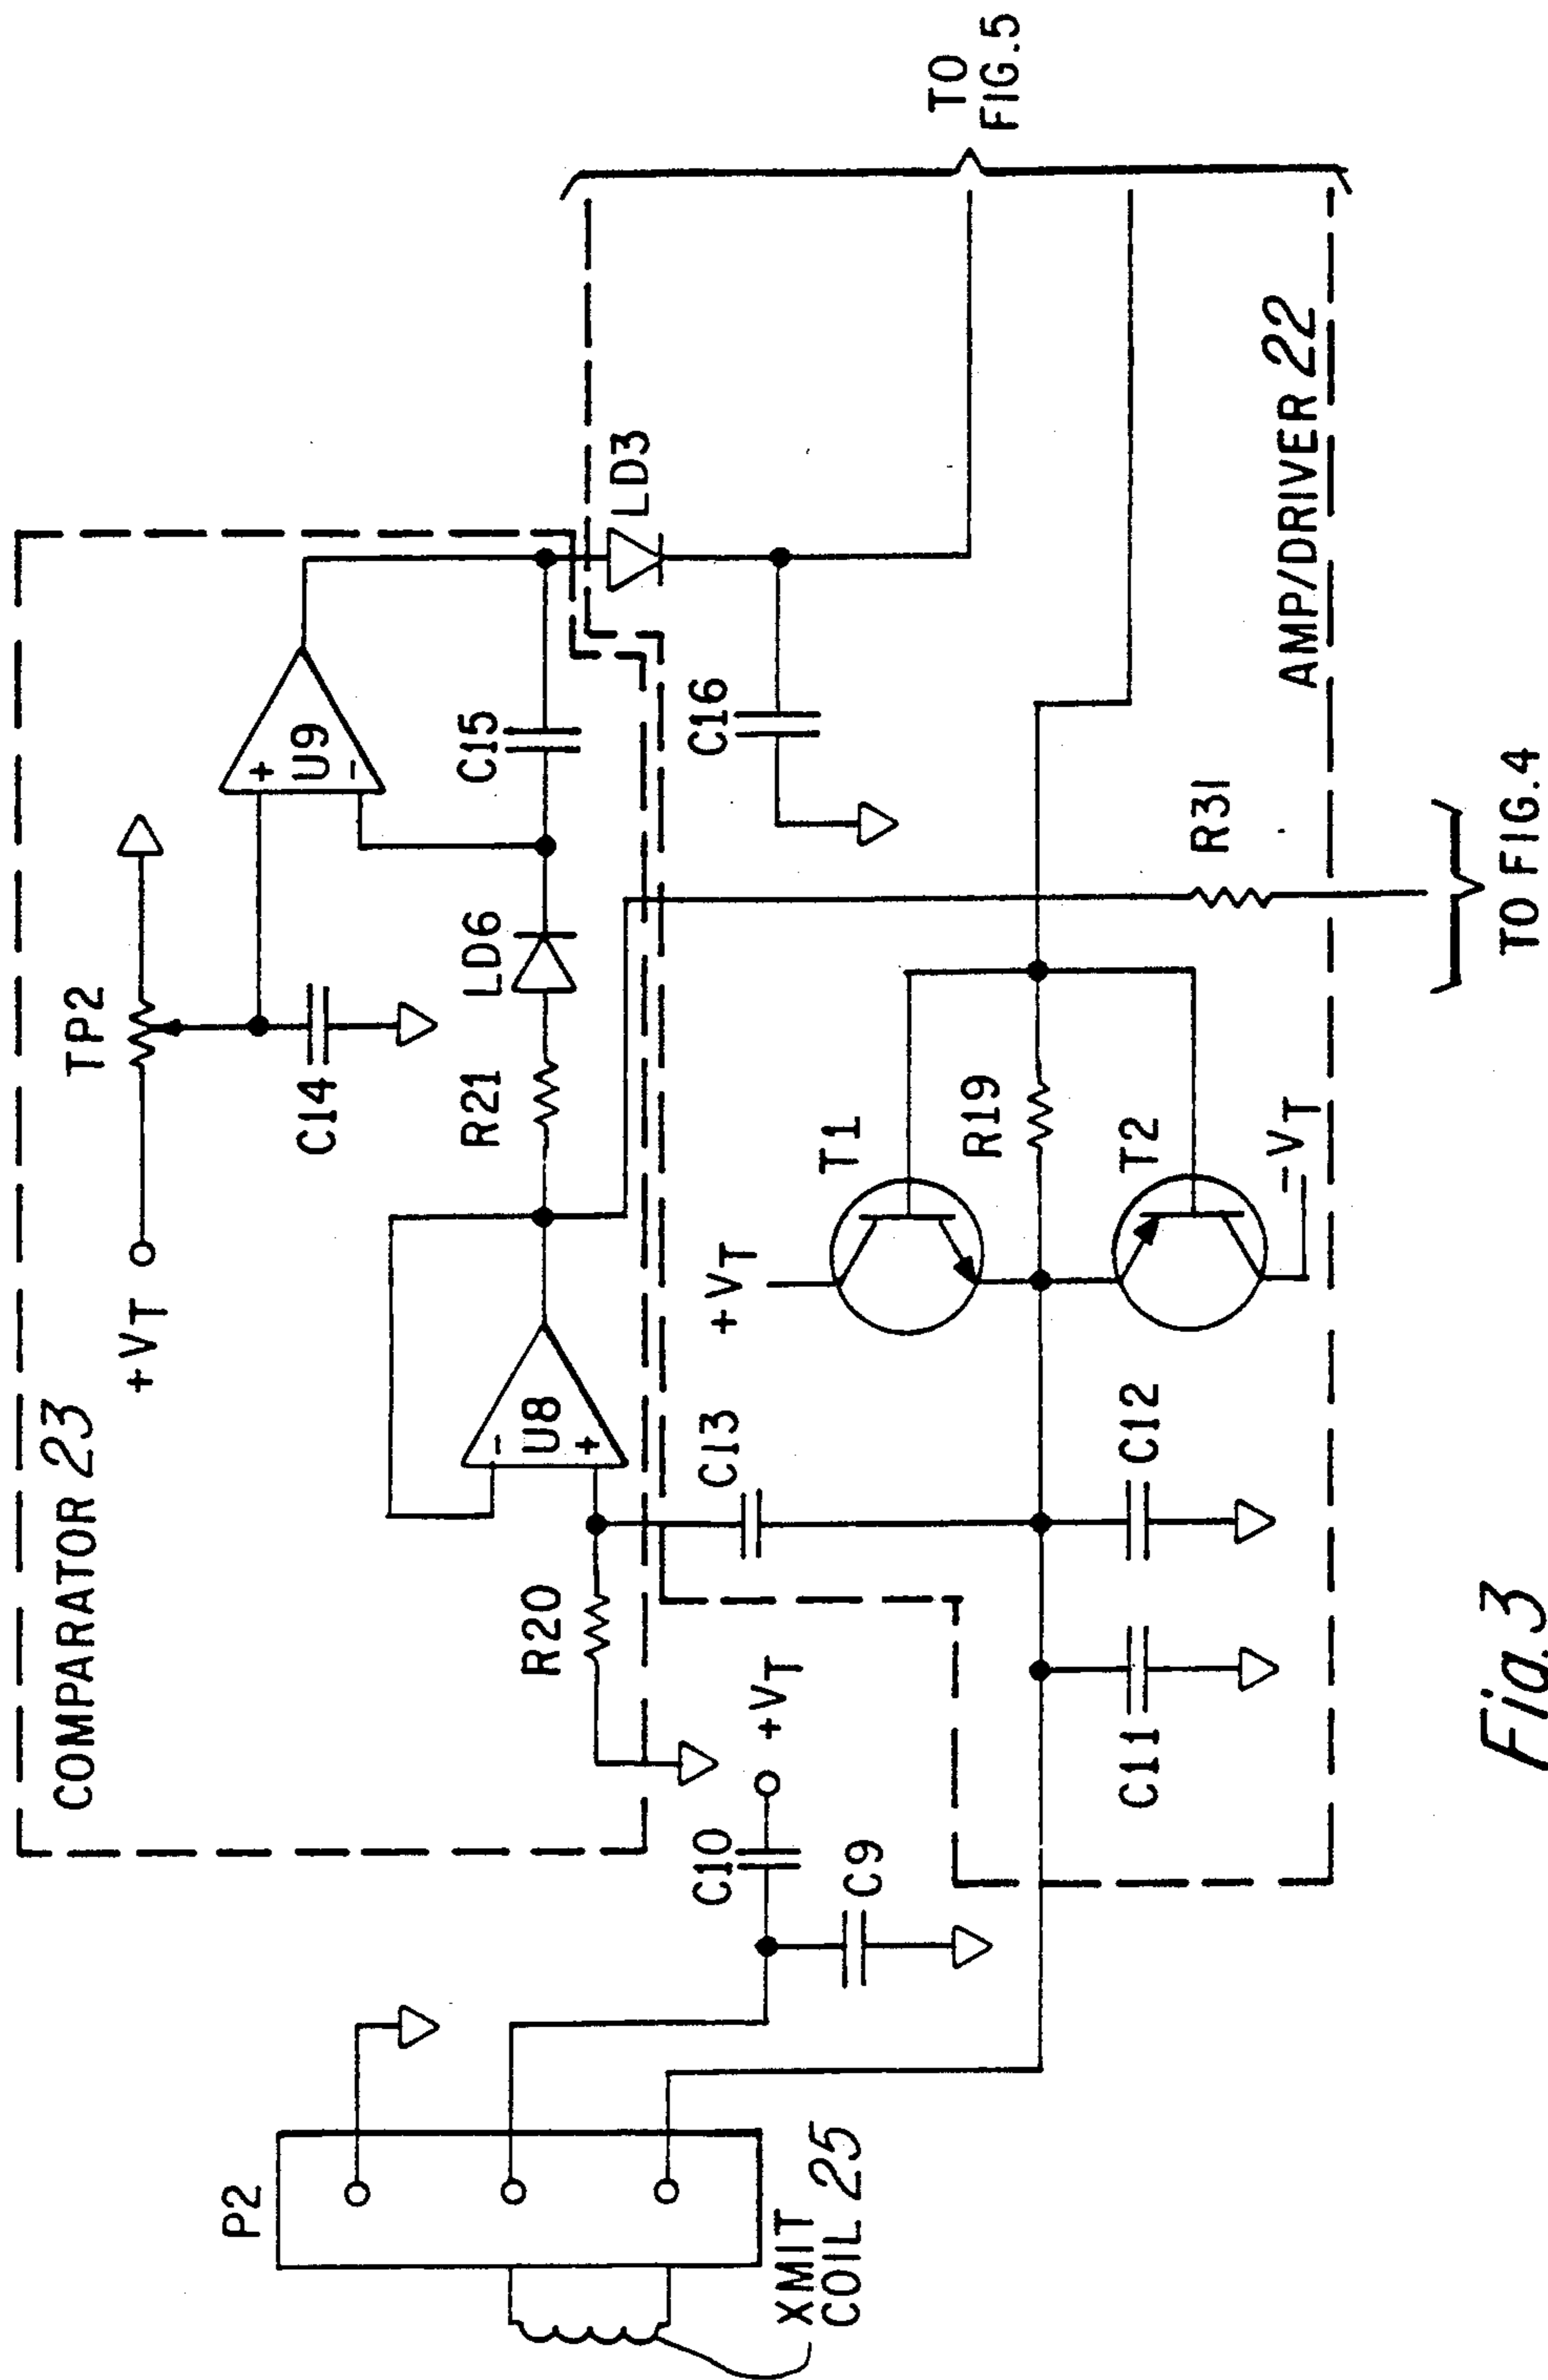 COMPARATOR 23
+VT
TP2
C14
U9
+
−
R21
LD6
C15
LD3
U8
−
+
R20
C13
C16
TO
FIG.5
P2
C10
+VT
C9
XMIT
COIL 25
+VT
T1
R19
T2
−VT
C11
C12
R31
AMP/DRIVER 22
TO FIG.4
Fig.3